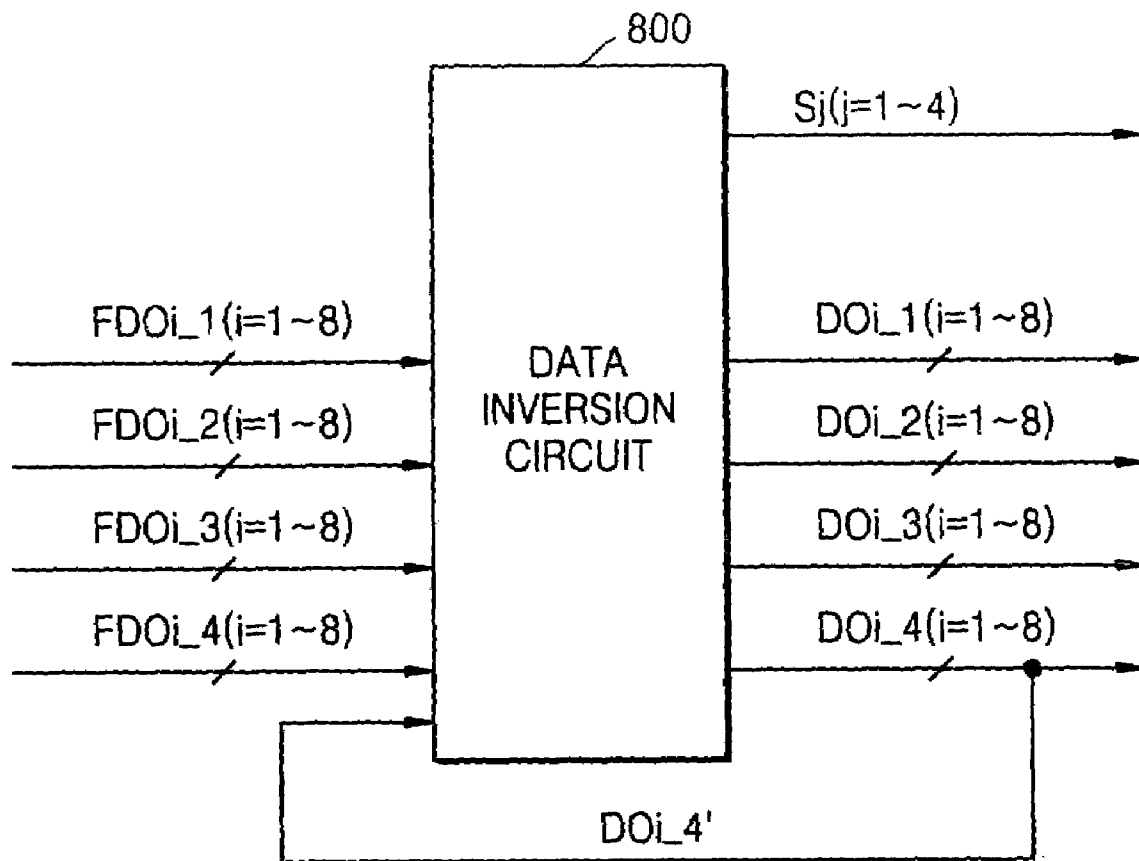 800
Sj(j=1~4)
FDOi_1(i=1~8)
DOi_1(i=1~8)
FDOi_2(i=1~8)
DOi_2(i=1~8)
FDOi_3(i=1~8)
DOi_3(i=1~8)
FDOi_4(i=1~8)
DOi_4(i=1~8)
DATA
INVERSION
CIRCUIT
DOi_4'